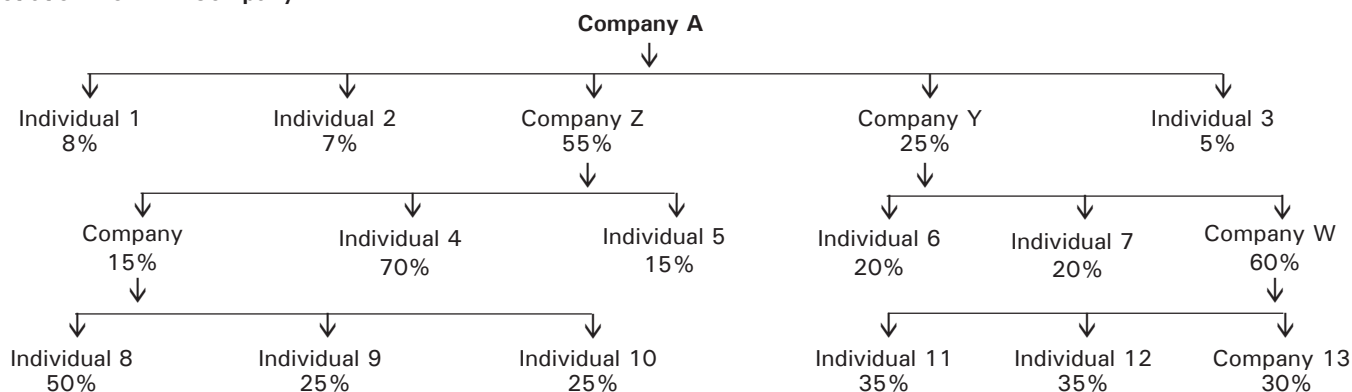 Company A
Individual 1
8%
Individual 2
7%
Company Z
55%
Company Y
25%
Individual 3
5%
Company
15%
Individual 4
70%
Individual 5
15%
Individual 6
20%
Individual 7
20%
Company W
60%
Individual 8
50%
Individual 9
25%
Individual 10
25%
Individual 11
35%
Individual 12
35%
Company 13
30%